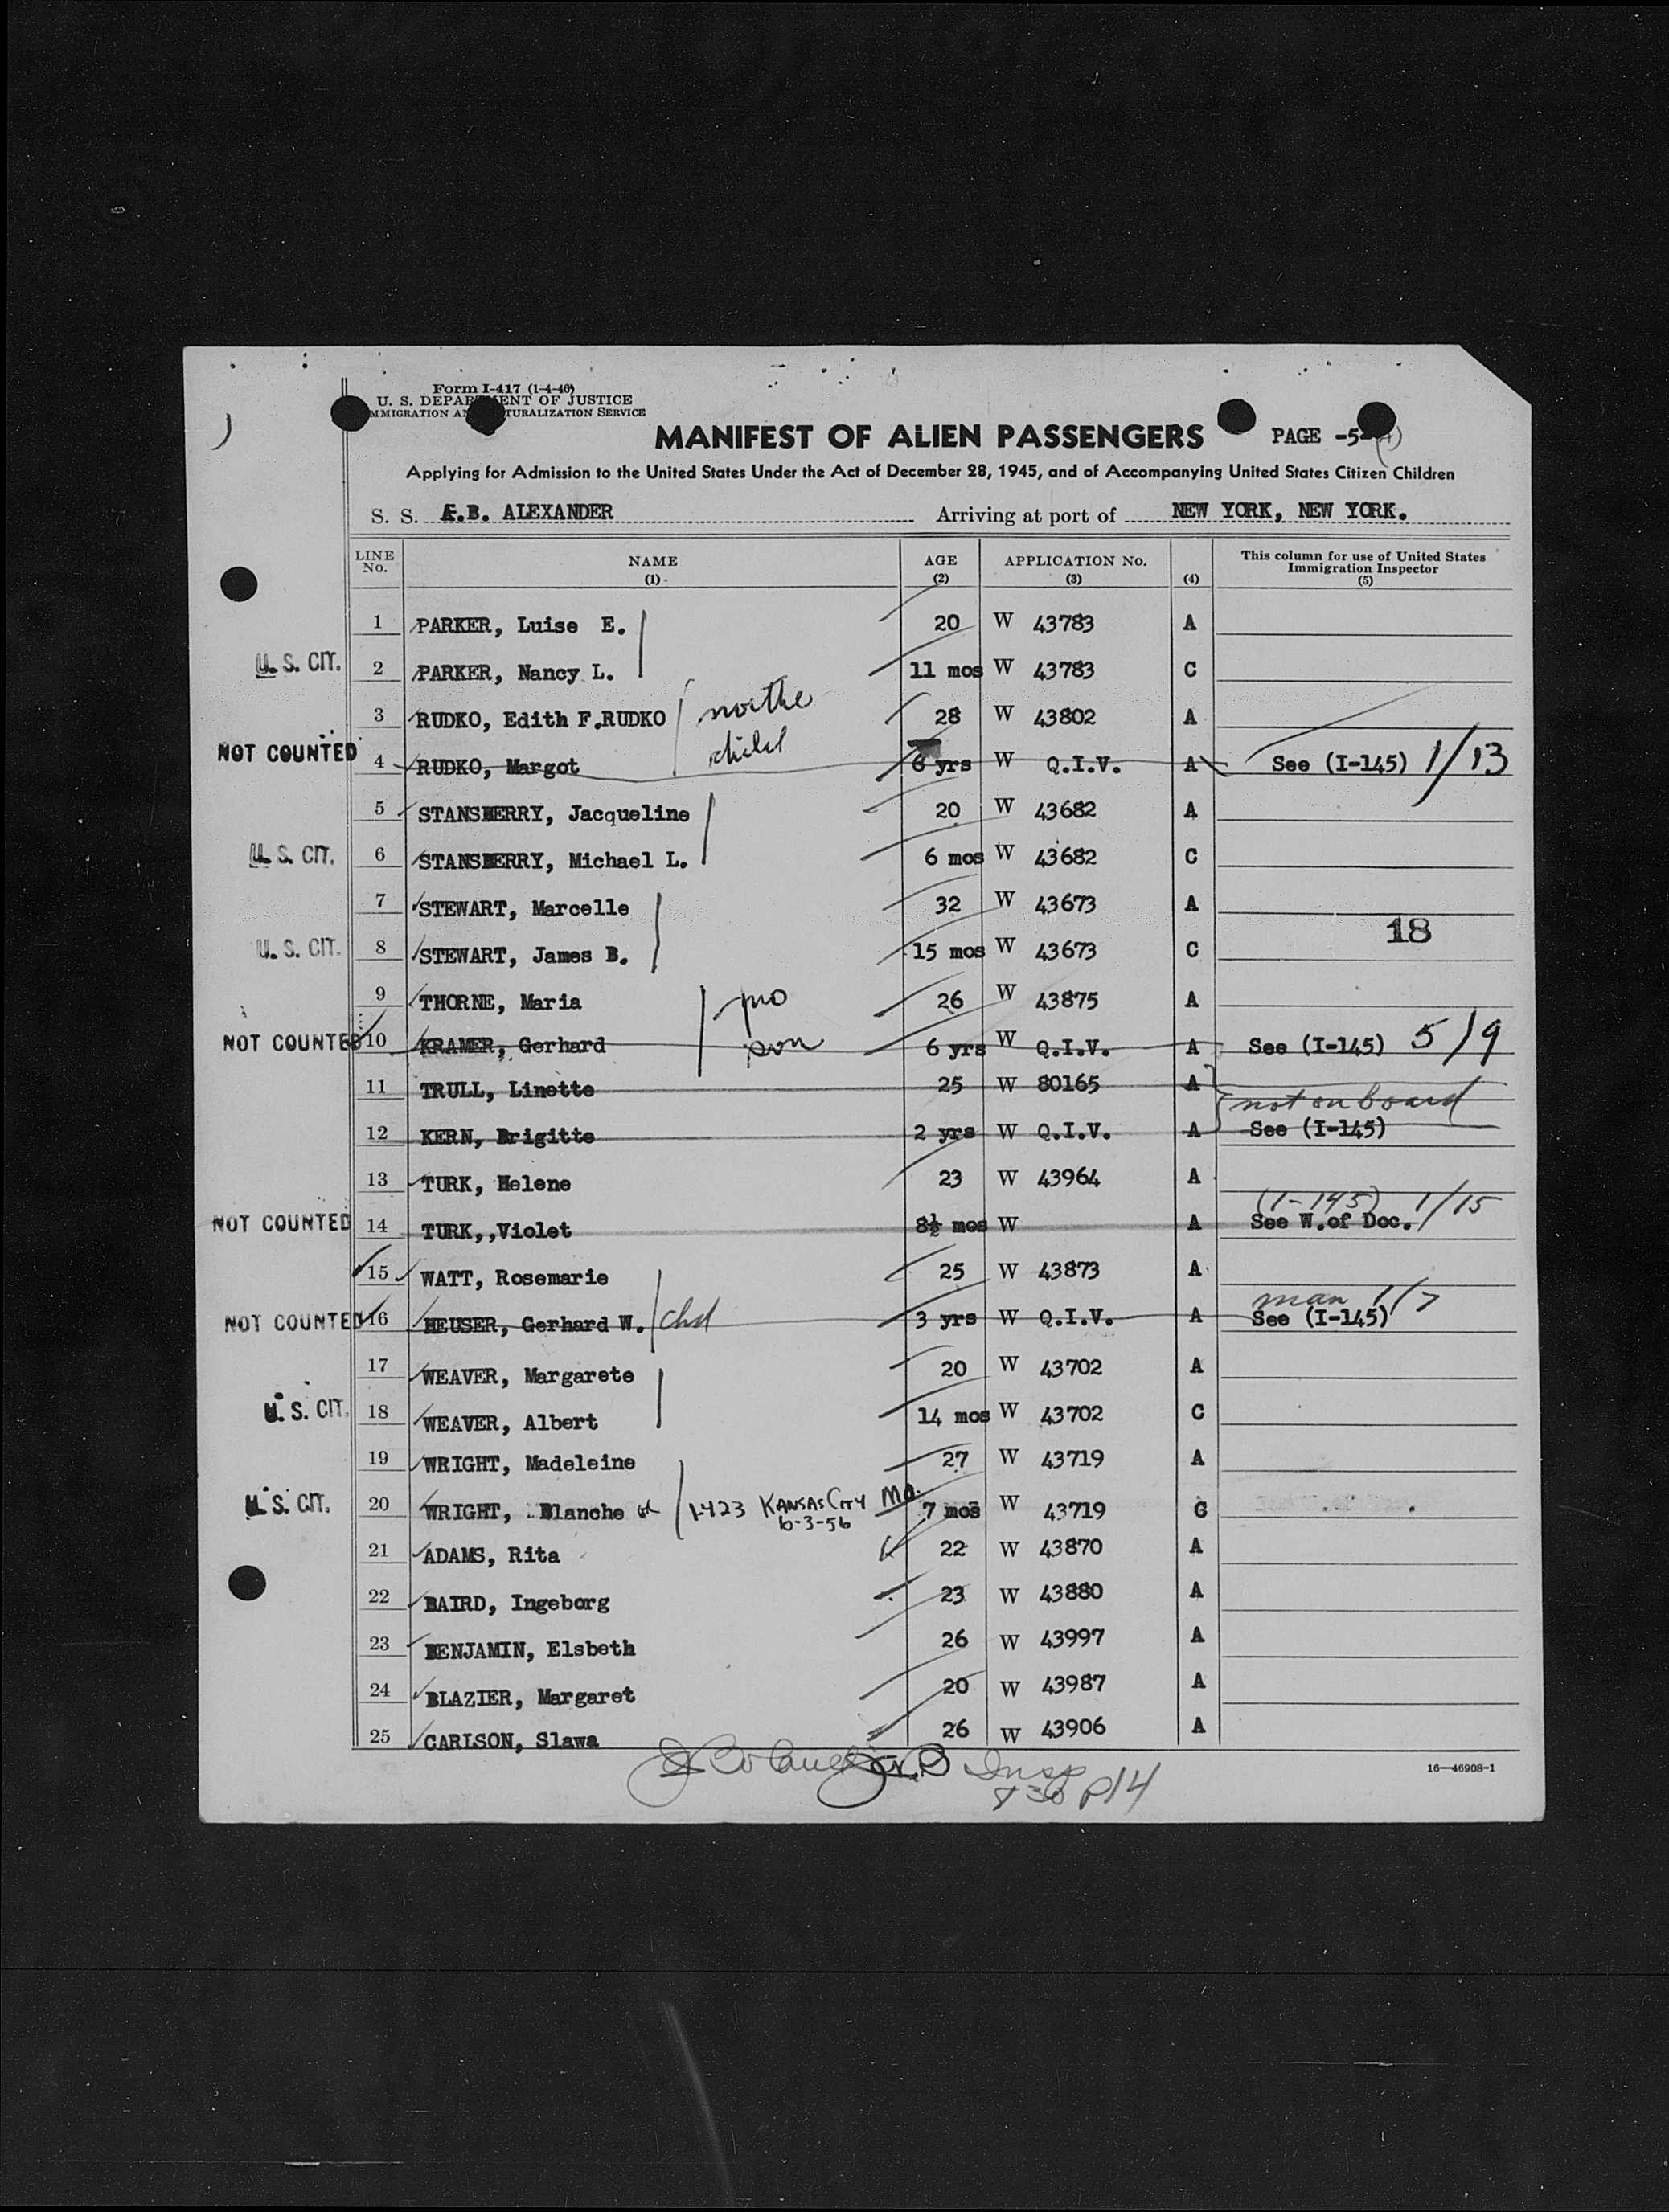 Form I-417 (1-4-46)
U. S. DEPARTMENT OF JUSTICE
IMMIGRATION AND NATURALIZATION SERVICE
MANIFEST OF ALIEN PASSENGERS PAGE -5-
Applying for Admission to the United States Under the Act of December 28, 1945, and of Accompanying United States Citizen Children
S. S. E.B. ALEXANDER Arriving at port of NEW YORK, NEW YORK.
LINE No. NAME (1) AGE (2) APPLICATION No. (3) (4) This column for use of United States Immigration Inspector (5)
1 PARKER, Luise E. 20 W 43783 A
U. S. CIT. 2 PARKER, Nancy L. 11 mos W 43783 C
3 RUDKO, Edith F.RUDKO mothe 28 W 43802 A
NOT COUNTED 4 RUDKO, Margot child 6 yrs W Q.I.V. A See (I-145) 1/13
5 STANSBERRY, Jacqueline 20 W 43682 A
U. S. CIT. 6 STANSBERRY, Michael L. 6 mos W 43682 C
7 STEWART, Marcelle 32 W 43673 A
18
U. S. CIT. 8 STEWART, James B. 15 mos W 43673 C
9 THORNE, Maria mo 26 W 43875 A
NOT COUNTED 10 KRAMER, Gerhard son 6 yrs W Q.I.V. A See (I-145) 5/9
11 TRULL, Linette 25 W 80165 A not on board
12 KERN, Brigitte 2 yrs W Q.I.V. A See (I-145)
13 TURK, Helene 23 W 43964 A
(I-145) 1/15
NOT COUNTED 14 TURK,,Violet 8½ mos W A See W.of Doc.
15 WATT, Rosemarie 25 W 43873 A
man 1/7
NOT COUNTED 16 HEUSER, Gerhard W. chd 3 yrs W Q.I.V. A See (I-145)
17 WEAVER, Margarete 20 W 43702 A
U. S. CIT. 18 WEAVER, Albert 14 mos W 43702 C
19 WRIGHT, Madeleine 27 W 43719 A
U. S. CIT. 20 WRIGHT, Blanche 1-423 KANSAS CITY MO. 7 mos W 43719 C
6-3-56
21 ADAMS, Rita 22 W 43870 A
22 BAIRD, Ingeborg 23 W 43880 A
23 BENJAMIN, Elsbeth 26 W 43997 A
24 BLAZIER, Margaret 20 W 43987 A
25 CARLSON, Slawa 26 W 43906 A
Insp
P14
16—46908-1